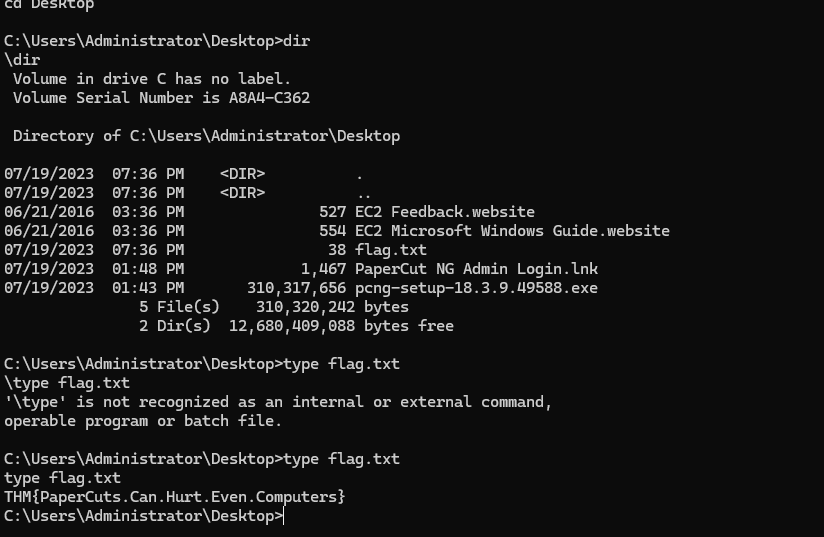 cd Desktop
C:\Users\Administrator\Desktop>dir
\dir
 Volume in drive C has no label.
 Volume Serial Number is A8A4-C362
 Directory of C:\Users\Administrator\Desktop
07/19/2023  07:36 PM    <DIR>          .
07/19/2023  07:36 PM    <DIR>          ..
06/21/2016  03:36 PM               527 EC2 Feedback.website
06/21/2016  03:36 PM               554 EC2 Microsoft Windows Guide.website
07/19/2023  07:36 PM                38 flag.txt
07/19/2023  01:48 PM             1,467 PaperCut NG Admin Login.lnk
07/19/2023  01:43 PM       310,317,656 pcng-setup-18.3.9.49588.exe
               5 File(s)    310,320,242 bytes
               2 Dir(s)  12,680,409,088 bytes free
C:\Users\Administrator\Desktop>type flag.txt
\type flag.txt
'\type' is not recognized as an internal or external command,
operable program or batch file.
C:\Users\Administrator\Desktop>type flag.txt
type flag.txt
THM{PaperCuts.Can.Hurt.Even.Computers}
C:\Users\Administrator\Desktop>